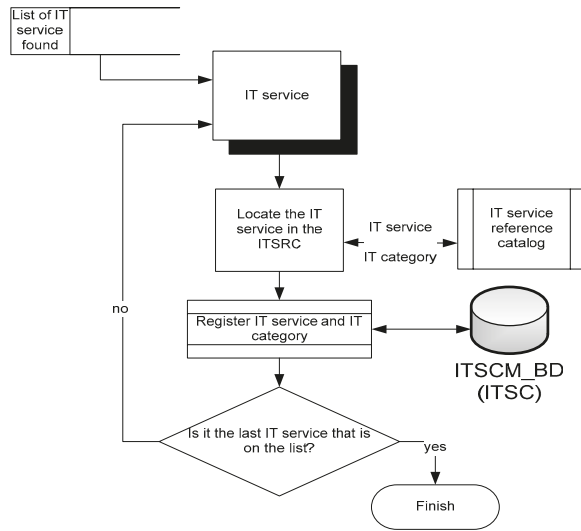 List of IT
service
found
IT service
Locate the IT
service in the
ITSRC
IT service
IT category
IT service
reference
catalog
no
Register IT service and IT
category
ITSCM_BD
(ITSC)
Is it the last IT service that is
on the list?
yes
Finish